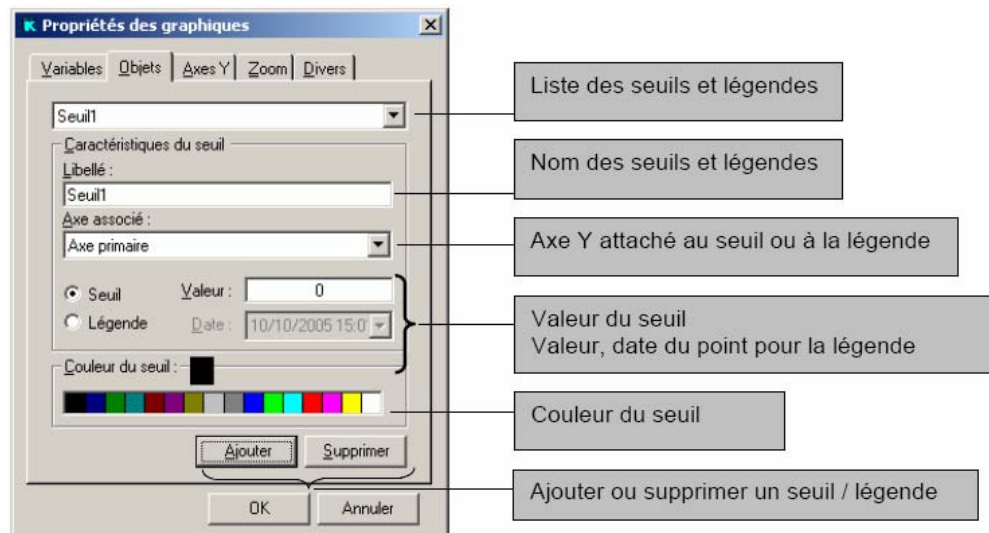 Propriétés des graphiques
Variables Objets Axes Y Zoom Divers
Seuil1
Caractéristiques du seuil
Libellé :
Seuil1
Axe associé :
Axe primaire
Seuil Valeur : 0
Légende Date : 10/10/2005 15:0
Couleur du seuil :
Ajouter Supprimer
OK Annuler
Liste des seuils et légendes
Nom des seuils et légendes
Axe Y attaché au seuil ou à la légende
Valeur du seuil
Valeur, date du point pour la légende
Couleur du seuil
Ajouter ou supprimer un seuil / légende